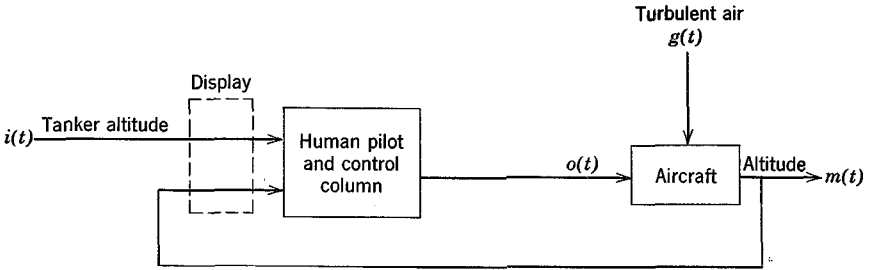 Turbulent air
g(t)
Display
i(t)
Tanker altitude
Human pilot
and control
column
o(t)
Aircraft
Altitude
m(t)